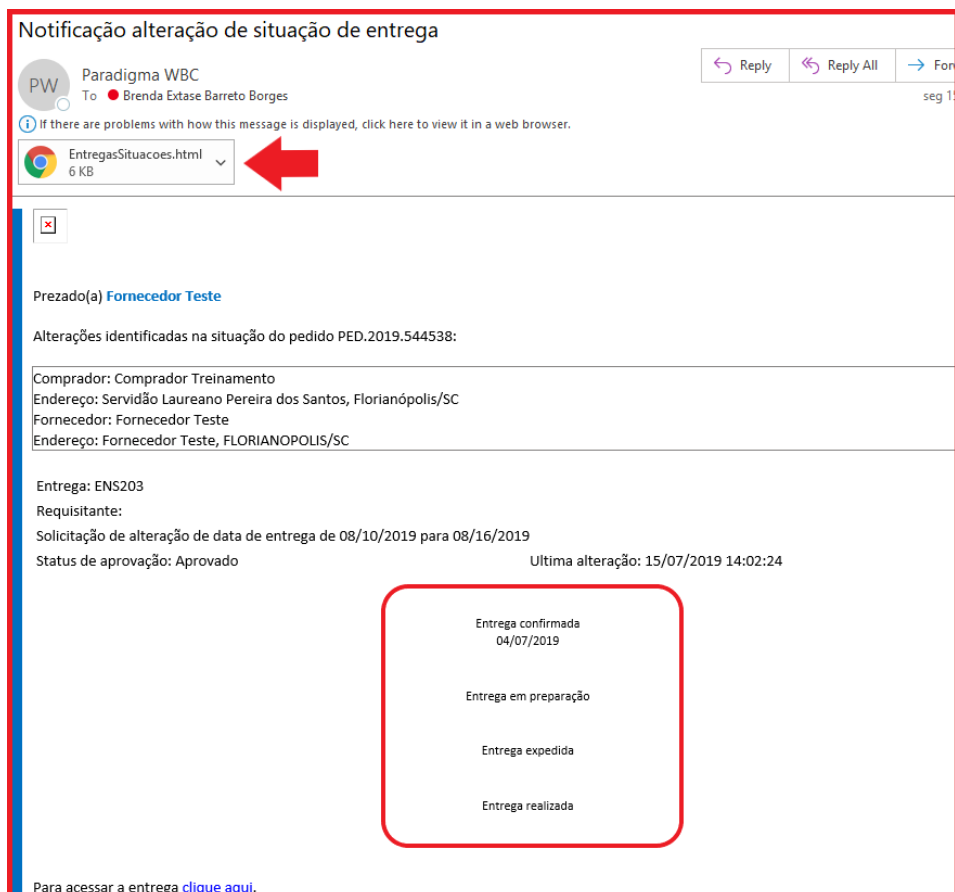 Notificação alteração de situação de entrega
PW
Paradigma WBC
To Brenda Extase Barreto Borges
Reply
Reply All
For
seg 15
If there are problems with how this message is displayed, click here to view it in a web browser.
EntregasSituacoes.html
6 KB
Prezado(a) Fornecedor Teste
Alterações identificadas na situação do pedido PED.2019.544538:
Comprador: Comprador Treinamento
Endereço: Servidão Laureano Pereira dos Santos, Florianópolis/SC
Fornecedor: Fornecedor Teste
Endereço: Fornecedor Teste, FLORIANOPOLIS/SC
Entrega: ENS203
Requisitante:
Solicitação de alteração de data de entrega de 08/10/2019 para 08/16/2019
Status de aprovação: Aprovado Ultima alteração: 15/07/2019 14:02:24
Entrega confirmada
04/07/2019
Entrega em preparação
Entrega expedida
Entrega realizada
Para acessar a entrega clique aqui.